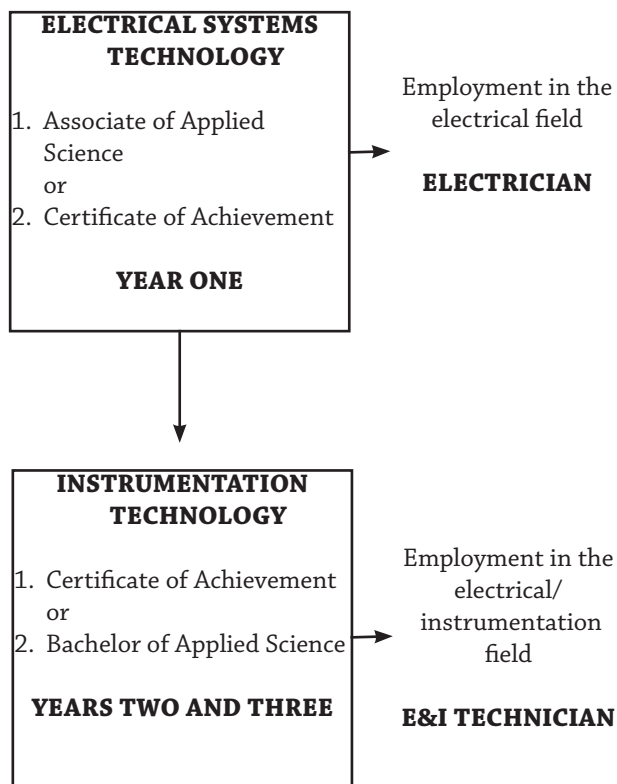 ELECTRICAL SYSTEMS
TECHNOLOGY
1. Associate of Applied
Science
or
2. Certificate of Achievement
YEAR ONE
Employment in the
electrical field
ELECTRICIAN
INSTRUMENTATION
TECHNOLOGY
1. Certificate of Achievement
or
2. Bachelor of Applied Science
YEARS TWO AND THREE
Employment in the
electrical/
instrumentation
field
E&I TECHNICIAN